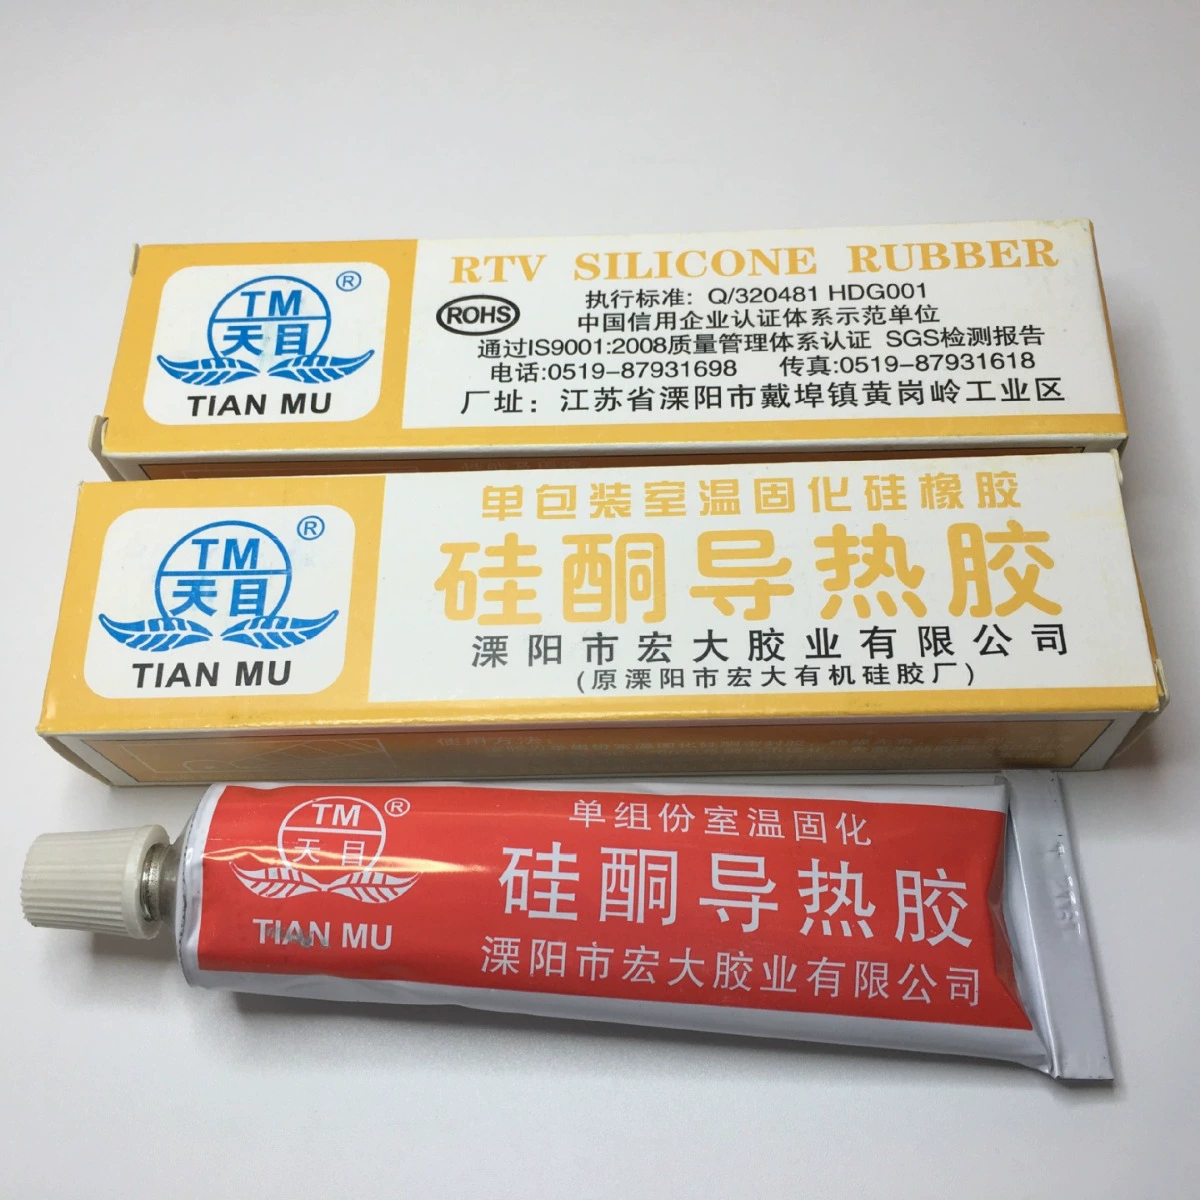 TM
®
天目
TIAN MU
RTV SILICONE RUBBER
ROHS
执行标准：Q/320481 HDG001
中国信用企业认证体系示范单位
通过IS9001:2008质量管理体系认证 SGS检测报告
电话:0519-87931698 传真:0519-87931618
厂址：江苏省溧阳市戴埠镇黄岗岭工业区
TM
®
天目
TIAN MU
单包装室温固化硅橡胶
硅酮导热胶
溧阳市宏大胶业有限公司
(原溧阳市宏大有机硅胶厂)
使用方法
TM
®
天目
TIAN MU
单组份室温固化
硅酮导热胶
溧阳市宏大胶业有限公司